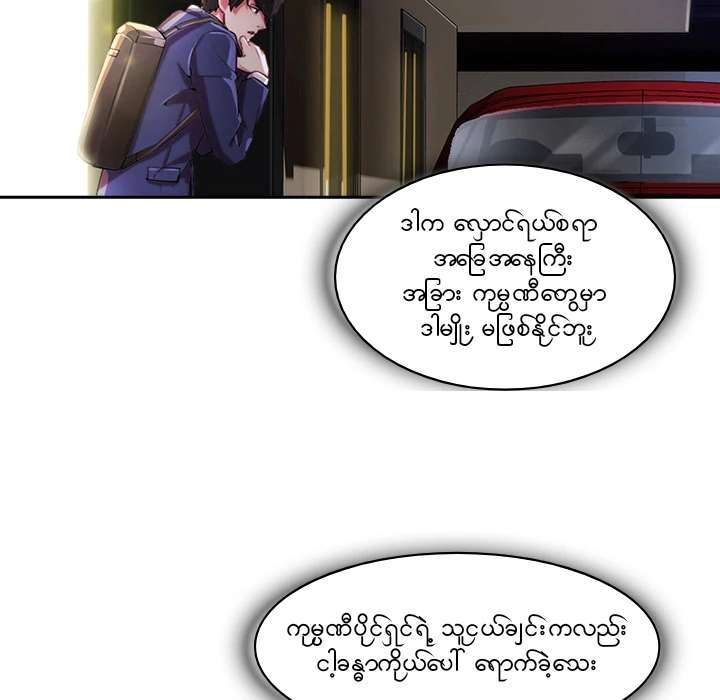 ဒါက လှောင်ရယ်စရာ
အခြေအနေကြီး
အခြား ကုမ္ပဏီတွေမှာ
ဒါမျိုး မဖြစ်နိုင်ဘူး
ကုမ္ပဏီပိုင်ရှင်ရဲ့ သူငယ်ချင်းကလည်း
ငါ့ခန္ဓာကိုယ်ပေါ် ရောက်ခဲ့သေး